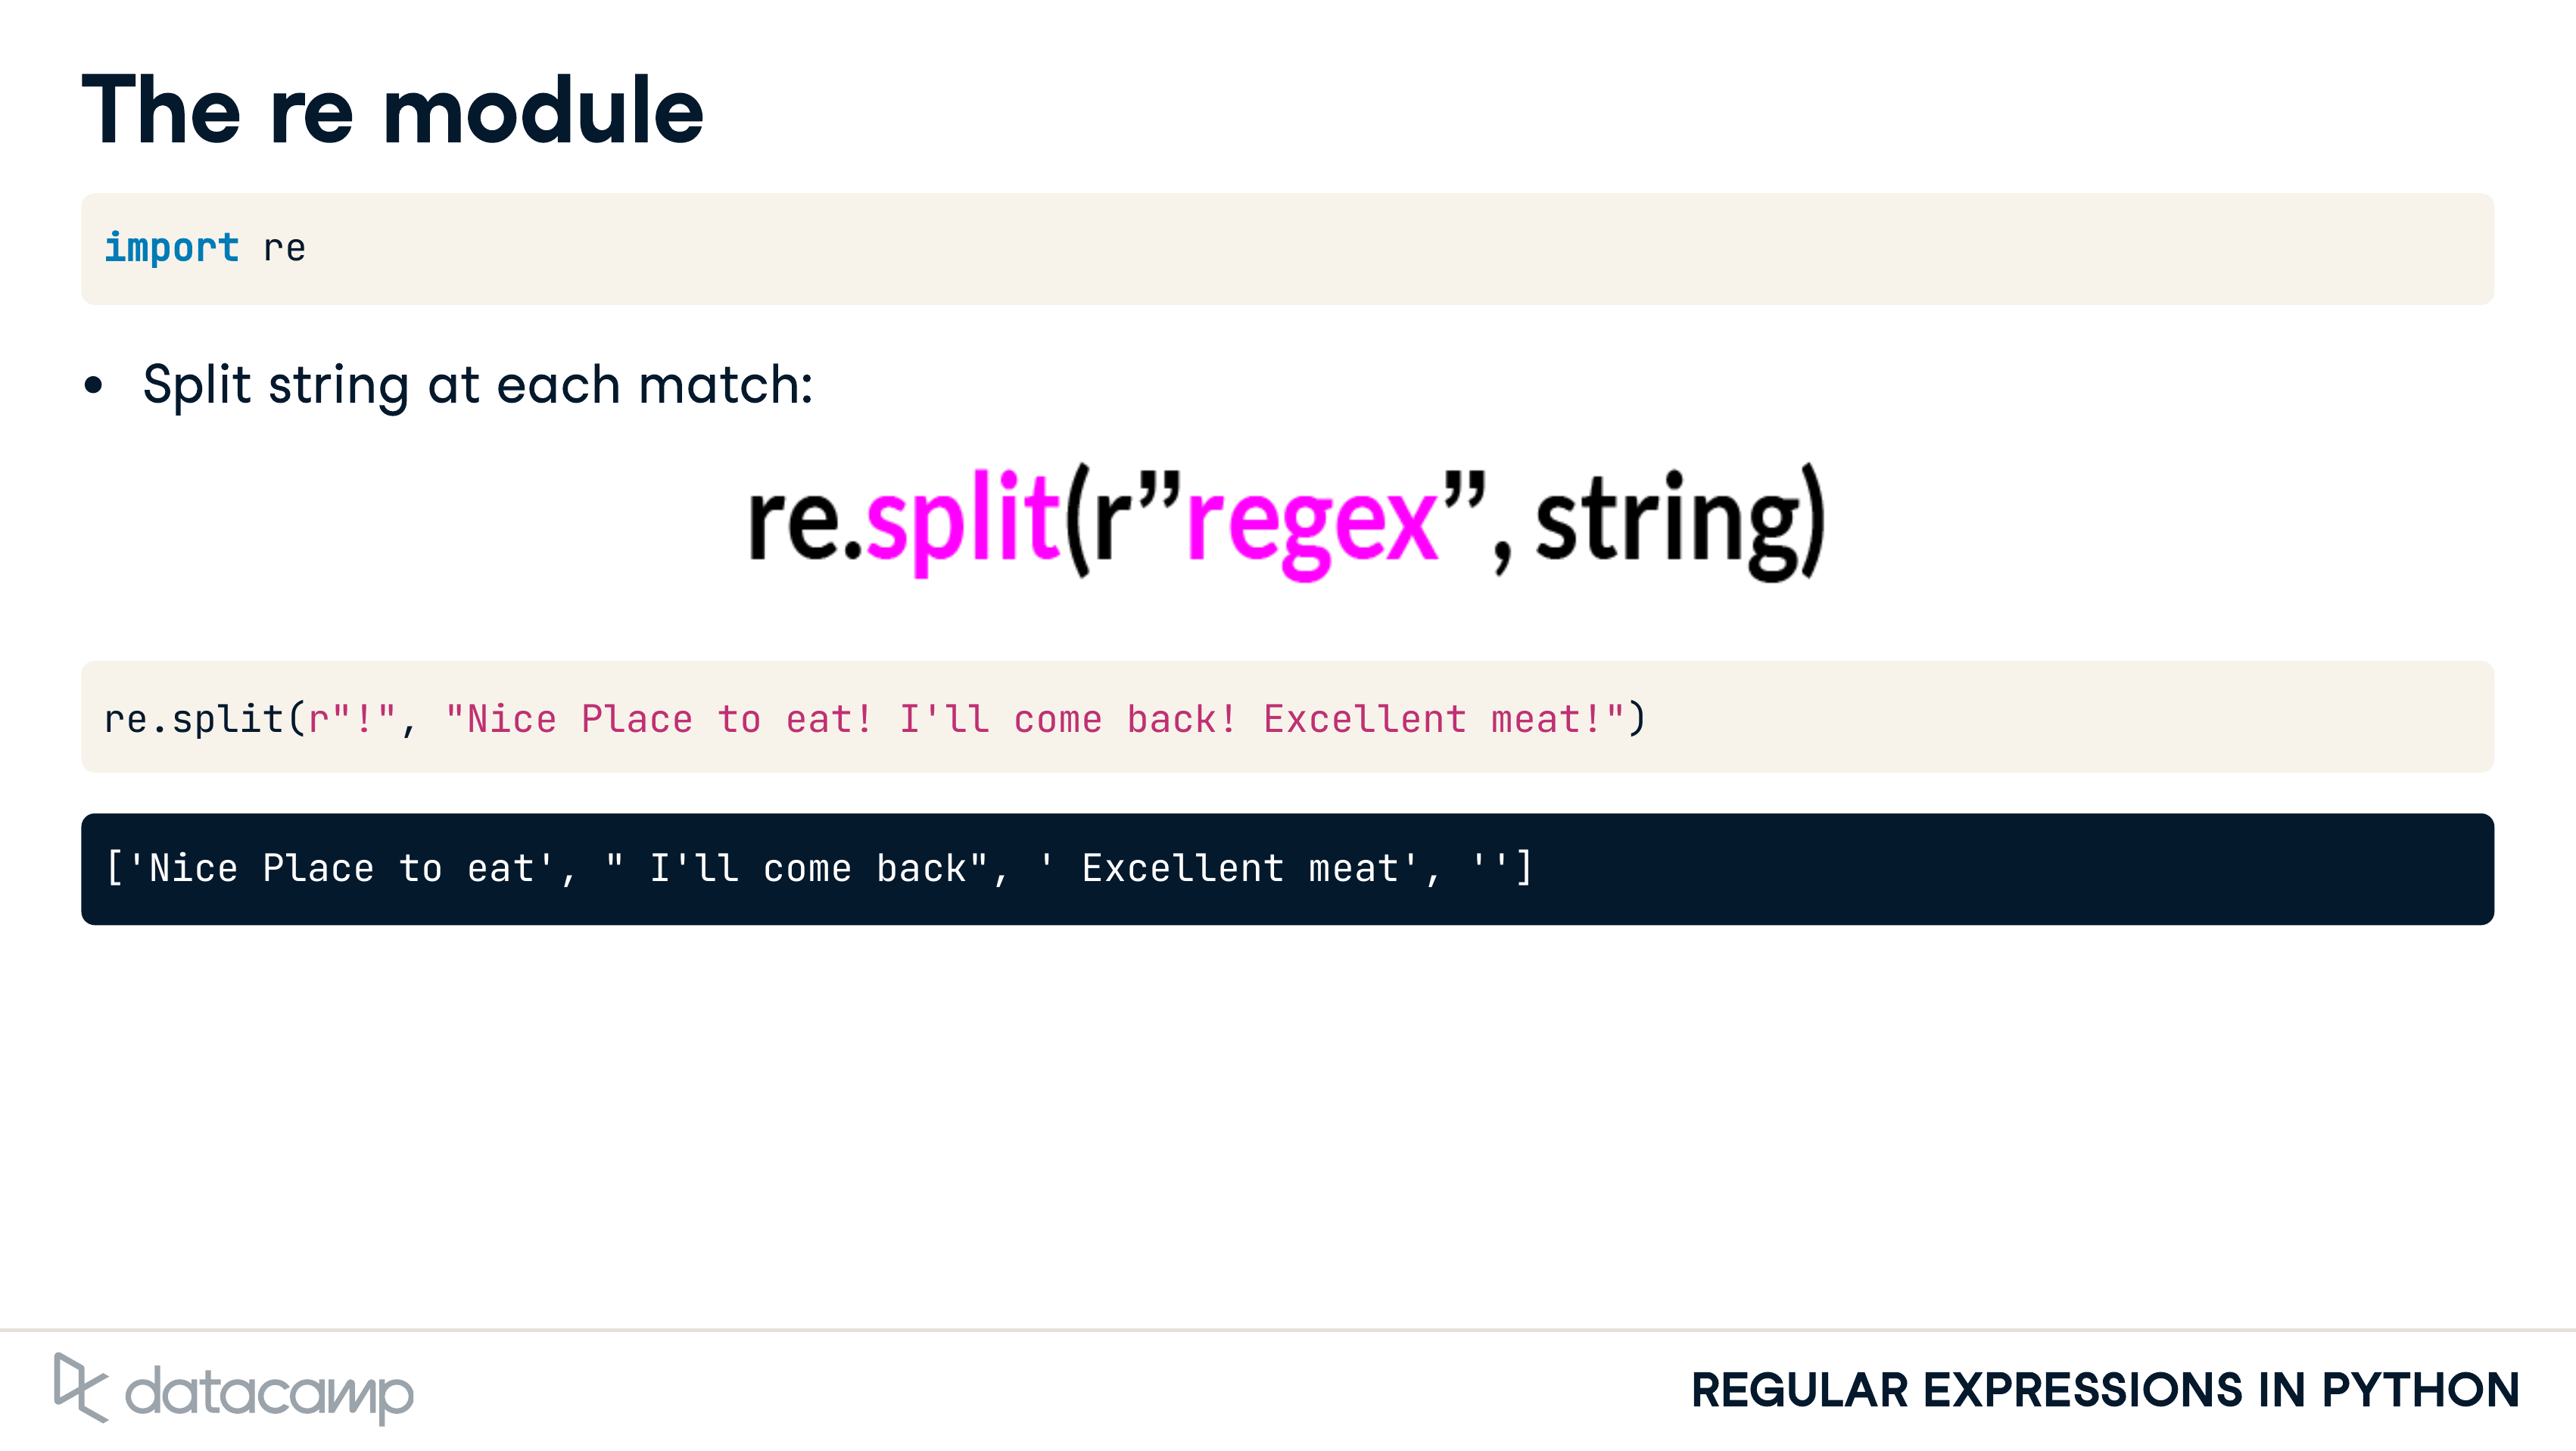 The re module
import re
• Split string at each match:
re.split(r”regex”, string)
re.split(r"!", "Nice Place to eat! I'll come back! Excellent meat!")
['Nice Place to eat', " I'll come back", ' Excellent meat', '']
datacamp
REGULAR EXPRESSIONS IN PYTHON